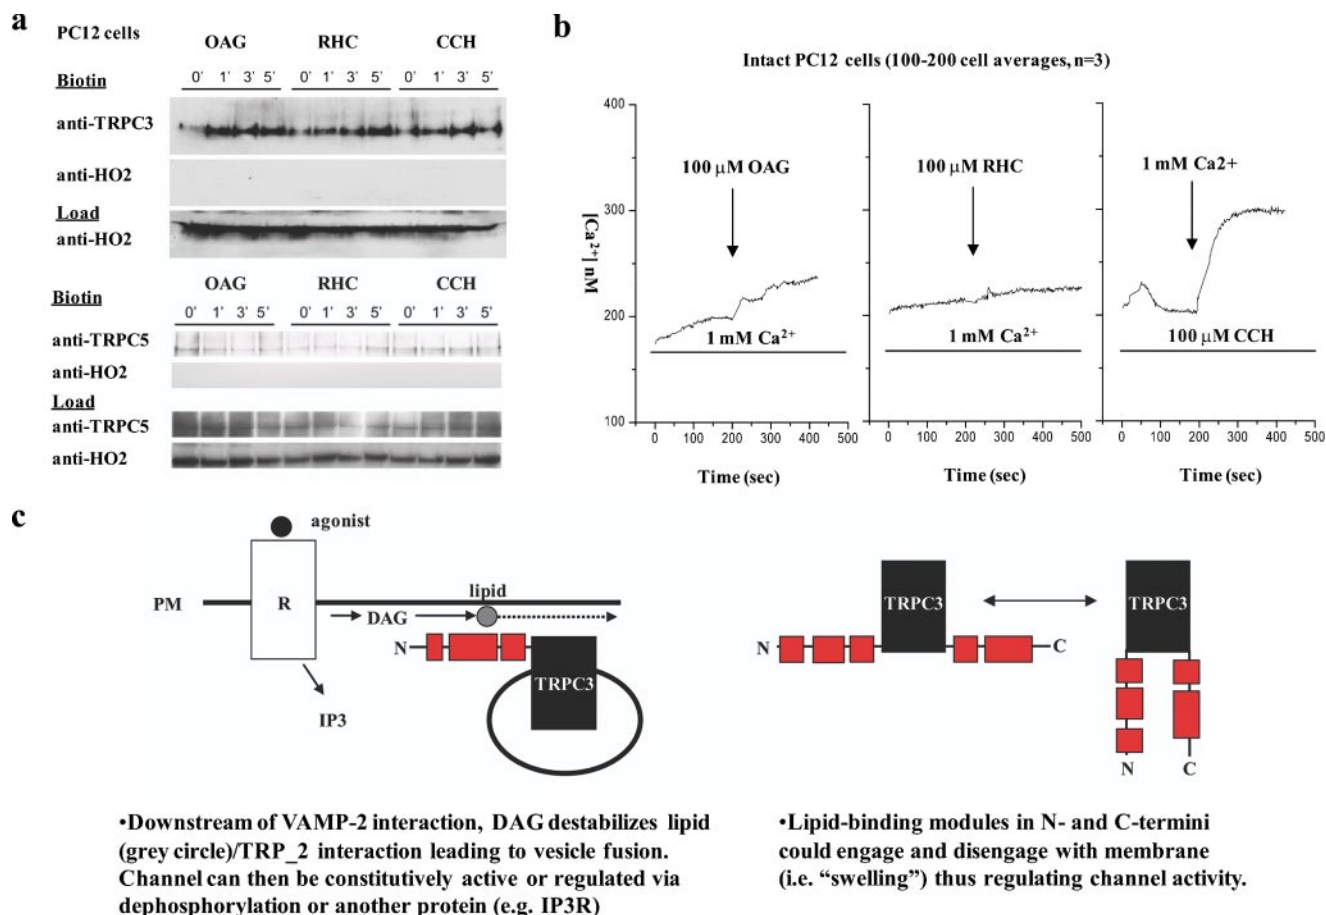 a
PC12 cells
OAG RHC CCH
0' 1' 3' 5' 0' 1' 3' 5' 0' 1' 3' 5'
Biotin
anti-TRPC3
anti-HO2
Load
anti-HO2
OAG RHC CCH
Biotin
0' 1' 3' 5' 0' 1' 3' 5' 0' 1' 3' 5'
anti-TRPC5
anti-HO2
Load
anti-TRPC5
anti-HO2
b
Intact PC12 cells (100-200 cell averages, n=3)
[Ca2+] nM
400
300
200
100
100 µM OAG
1 mM Ca2+
0 100 200 300 400 500
Time (sec)
100 µM RHC
1 mM Ca2+
0 100 200 300 400 500
Time (sec)
1 mM Ca2+
100 µM CCH
0 100 200 300 400 500
Time (sec)
c
agonist
PM
R
DAG
lipid
N
TRPC3
IP3
N
TRPC3
C
TRPC3
N
C
•Downstream of VAMP-2 interaction, DAG destabilizes lipid
(grey circle)/TRP_2 interaction leading to vesicle fusion.
Channel can then be constitutively active or regulated via
dephosphorylation or another protein (e.g. IP3R)
•Lipid-binding modules in N- and C-termini
could engage and disengage with membrane
(i.e. “swelling”) thus regulating channel activity.